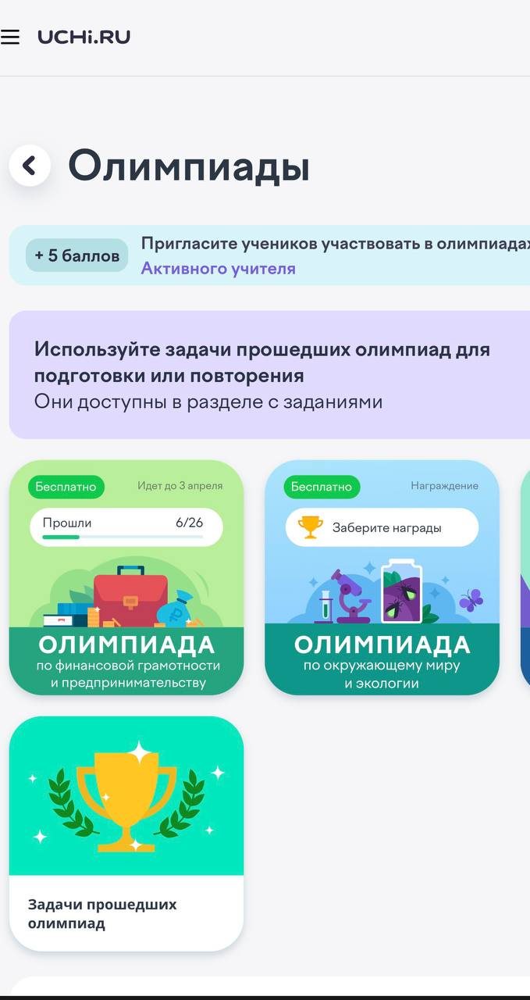 UCHi.RU
Олимпиады
+ 5 баллов
Пригласите учеников участвовать в олимпиадах
Активного учителя
Используйте задачи прошедших олимпиад для
подготовки или повторения
Они доступны в разделе с заданиями
Бесплатно
Идет до 3 апреля
Прошли
6/26
ОЛИМПИАДА
по финансовой грамотности
и предпринимательству
Бесплатно
Награждение
Заберите награды
ОЛИМПИАДА
по окружающему миру
и экологии
Задачи прошедших
олимпиад